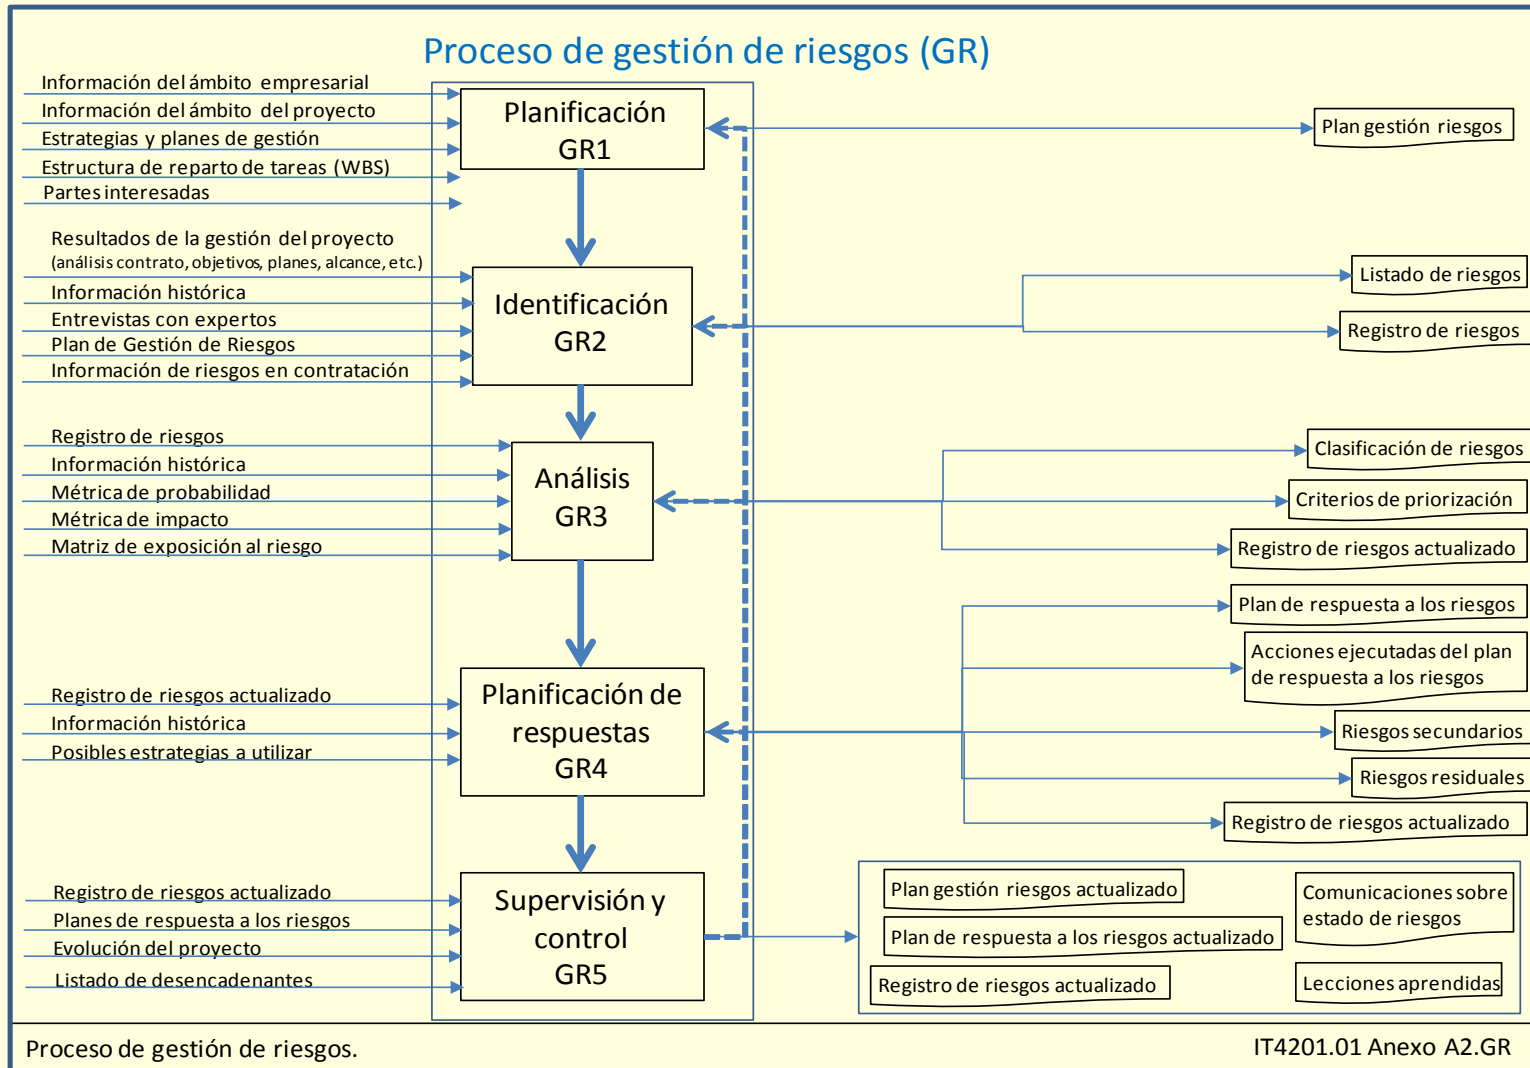 Proceso de gestión de riesgos (GR)
Información del ámbito empresarial
Información del ámbito del proyecto
Estrategias y planes de gestión
Estructura de reparto de tareas (WBS)
Partes interesadas
Planificación
GR1
Plan gestión riesgos
Resultados de la gestión del proyecto
(análisis contrato, objetivos, planes, alcance, etc.)
Información histórica
Entrevistas con expertos
Plan de Gestión de Riesgos
Información de riesgos en contratación
Identificación
GR2
Listado de riesgos
Registro de riesgos
Registro de riesgos
Información histórica
Métrica de probabilidad
Métrica de impacto
Matriz de exposición al riesgo
Análisis
GR3
Clasificación de riesgos
Criterios de priorización
Registro de riesgos actualizado
Registro de riesgos actualizado
Información histórica
Posibles estrategias a utilizar
Planificación de
respuestas
GR4
Plan de respuesta a los riesgos
Acciones ejecutadas del plan
de respuesta a los riesgos
Riesgos secundarios
Riesgos residuales
Registro de riesgos actualizado
Registro de riesgos actualizado
Planes de respuesta a los riesgos
Evolución del proyecto
Listado de desencadenantes
Supervisión y
control
GR5
Plan gestión riesgos actualizado
Plan de respuesta a los riesgos actualizado
Registro de riesgos actualizado
Comunicaciones sobre
estado de riesgos
Lecciones aprendidas
Proceso de gestión de riesgos.
IT4201.01 Anexo A2.GR